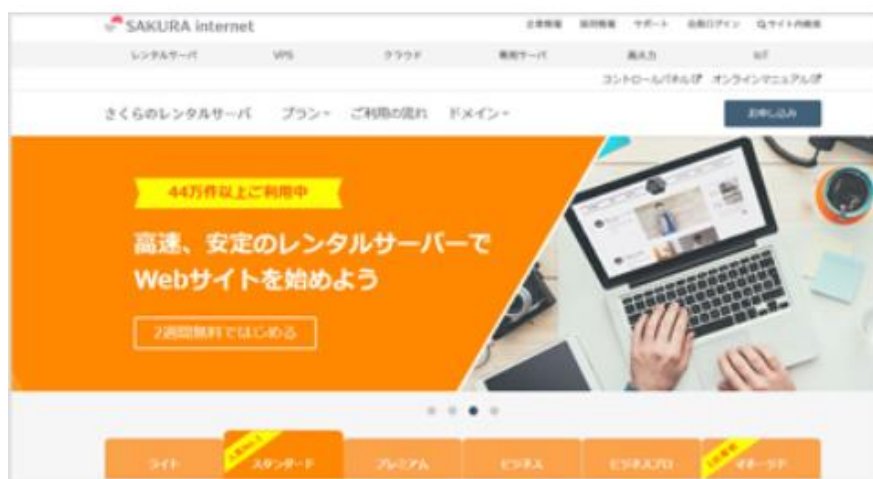 SAKURA internet
企業情報 採用情報 サポート 会員ログイン サイト内検索
レンタルサーバ VPS クラウド 専用サーバ 高火力 IoT
コントロールパネル オンラインマニュアル
さくらのレンタルサーバ プラン ご利用の流れ ドメイン お申し込み
44万件以上ご利用中
高速、安定のレンタルサーバーで
Webサイトを始めよう
2週間無料ではじめる
人気No.1
ライト スタンダード プレミアム ビジネス ビジネスプロ マネージド